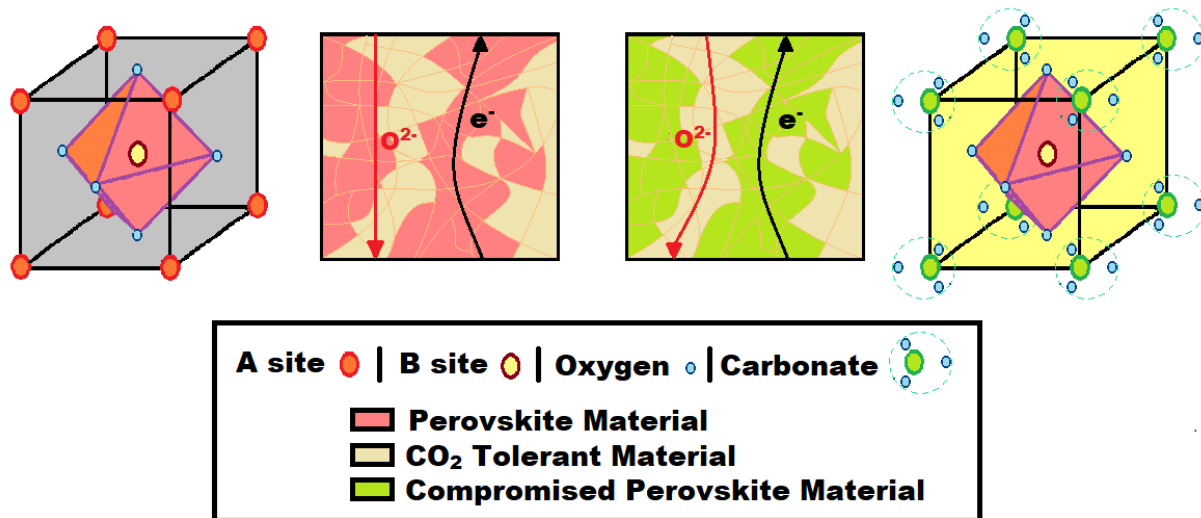 O²⁻
e⁻
O²⁻
e⁻
A site | B site | Oxygen | Carbonate
Perovskite Material
CO₂ Tolerant Material
Compromised Perovskite Material